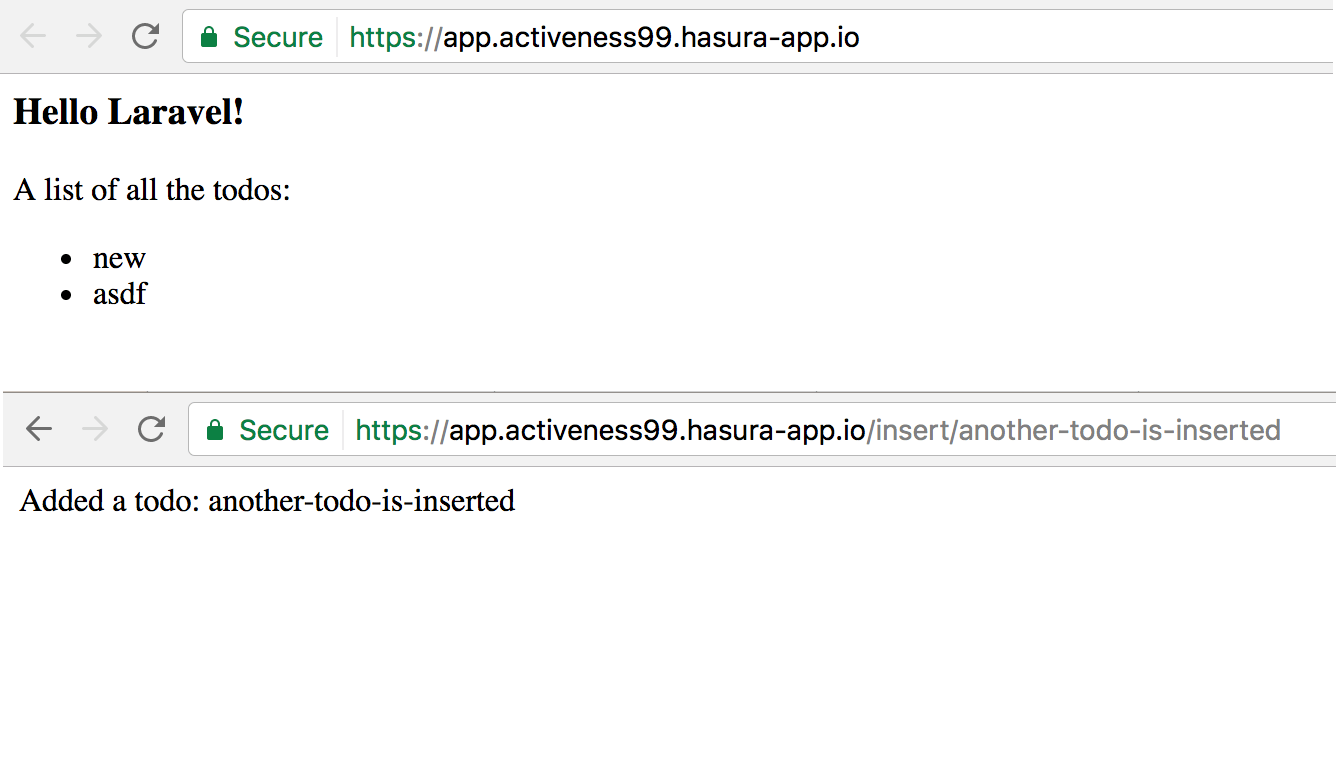 Secure https://app.activeness99.hasura-app.io
Hello Laravel!
A list of all the todos:
• new
• asdf
Secure https://app.activeness99.hasura-app.io/insert/another-todo-is-inserted
Added a todo: another-todo-is-inserted